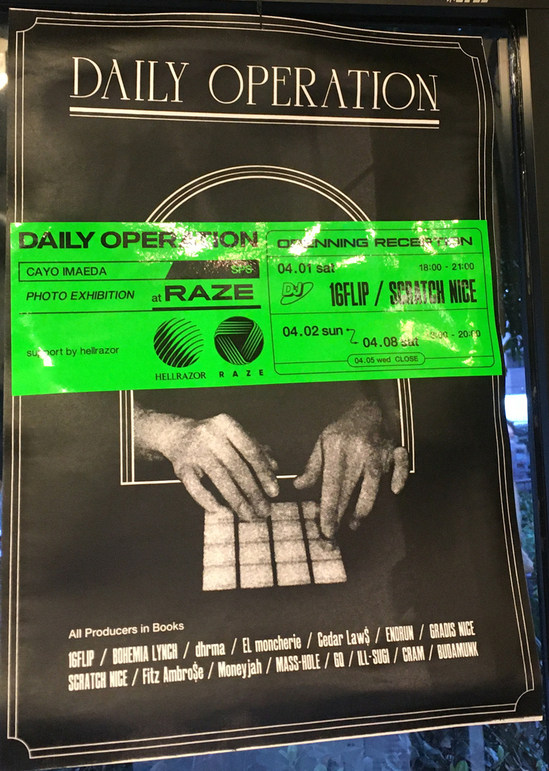 DAILY OPERATION
DAILY OPERATION
CAYO IMAEDA
PHOTO EXHIBITION at RAZE
support by hellrazor
HELLRAZOR
RAZE
OPENNING RECEPTION
04.01 sat 18:00 - 21:00
DJ 16FLIP / SCRATCH NICE
04.02 sun 04.08 sat - 20:00
04.05 wed CLOSE
All Producers in Books
16FLIP / BOHEMIA LYNCH / dhrma / EL moncherie / Cedar Law$ / ENDRUN / GRADIS NICE
SCRATCH NICE / Fitz Ambro$e / Moneyjah / MASS-HOLE / GQ / ILL-SUGI / CRAM / BUDAMUNK